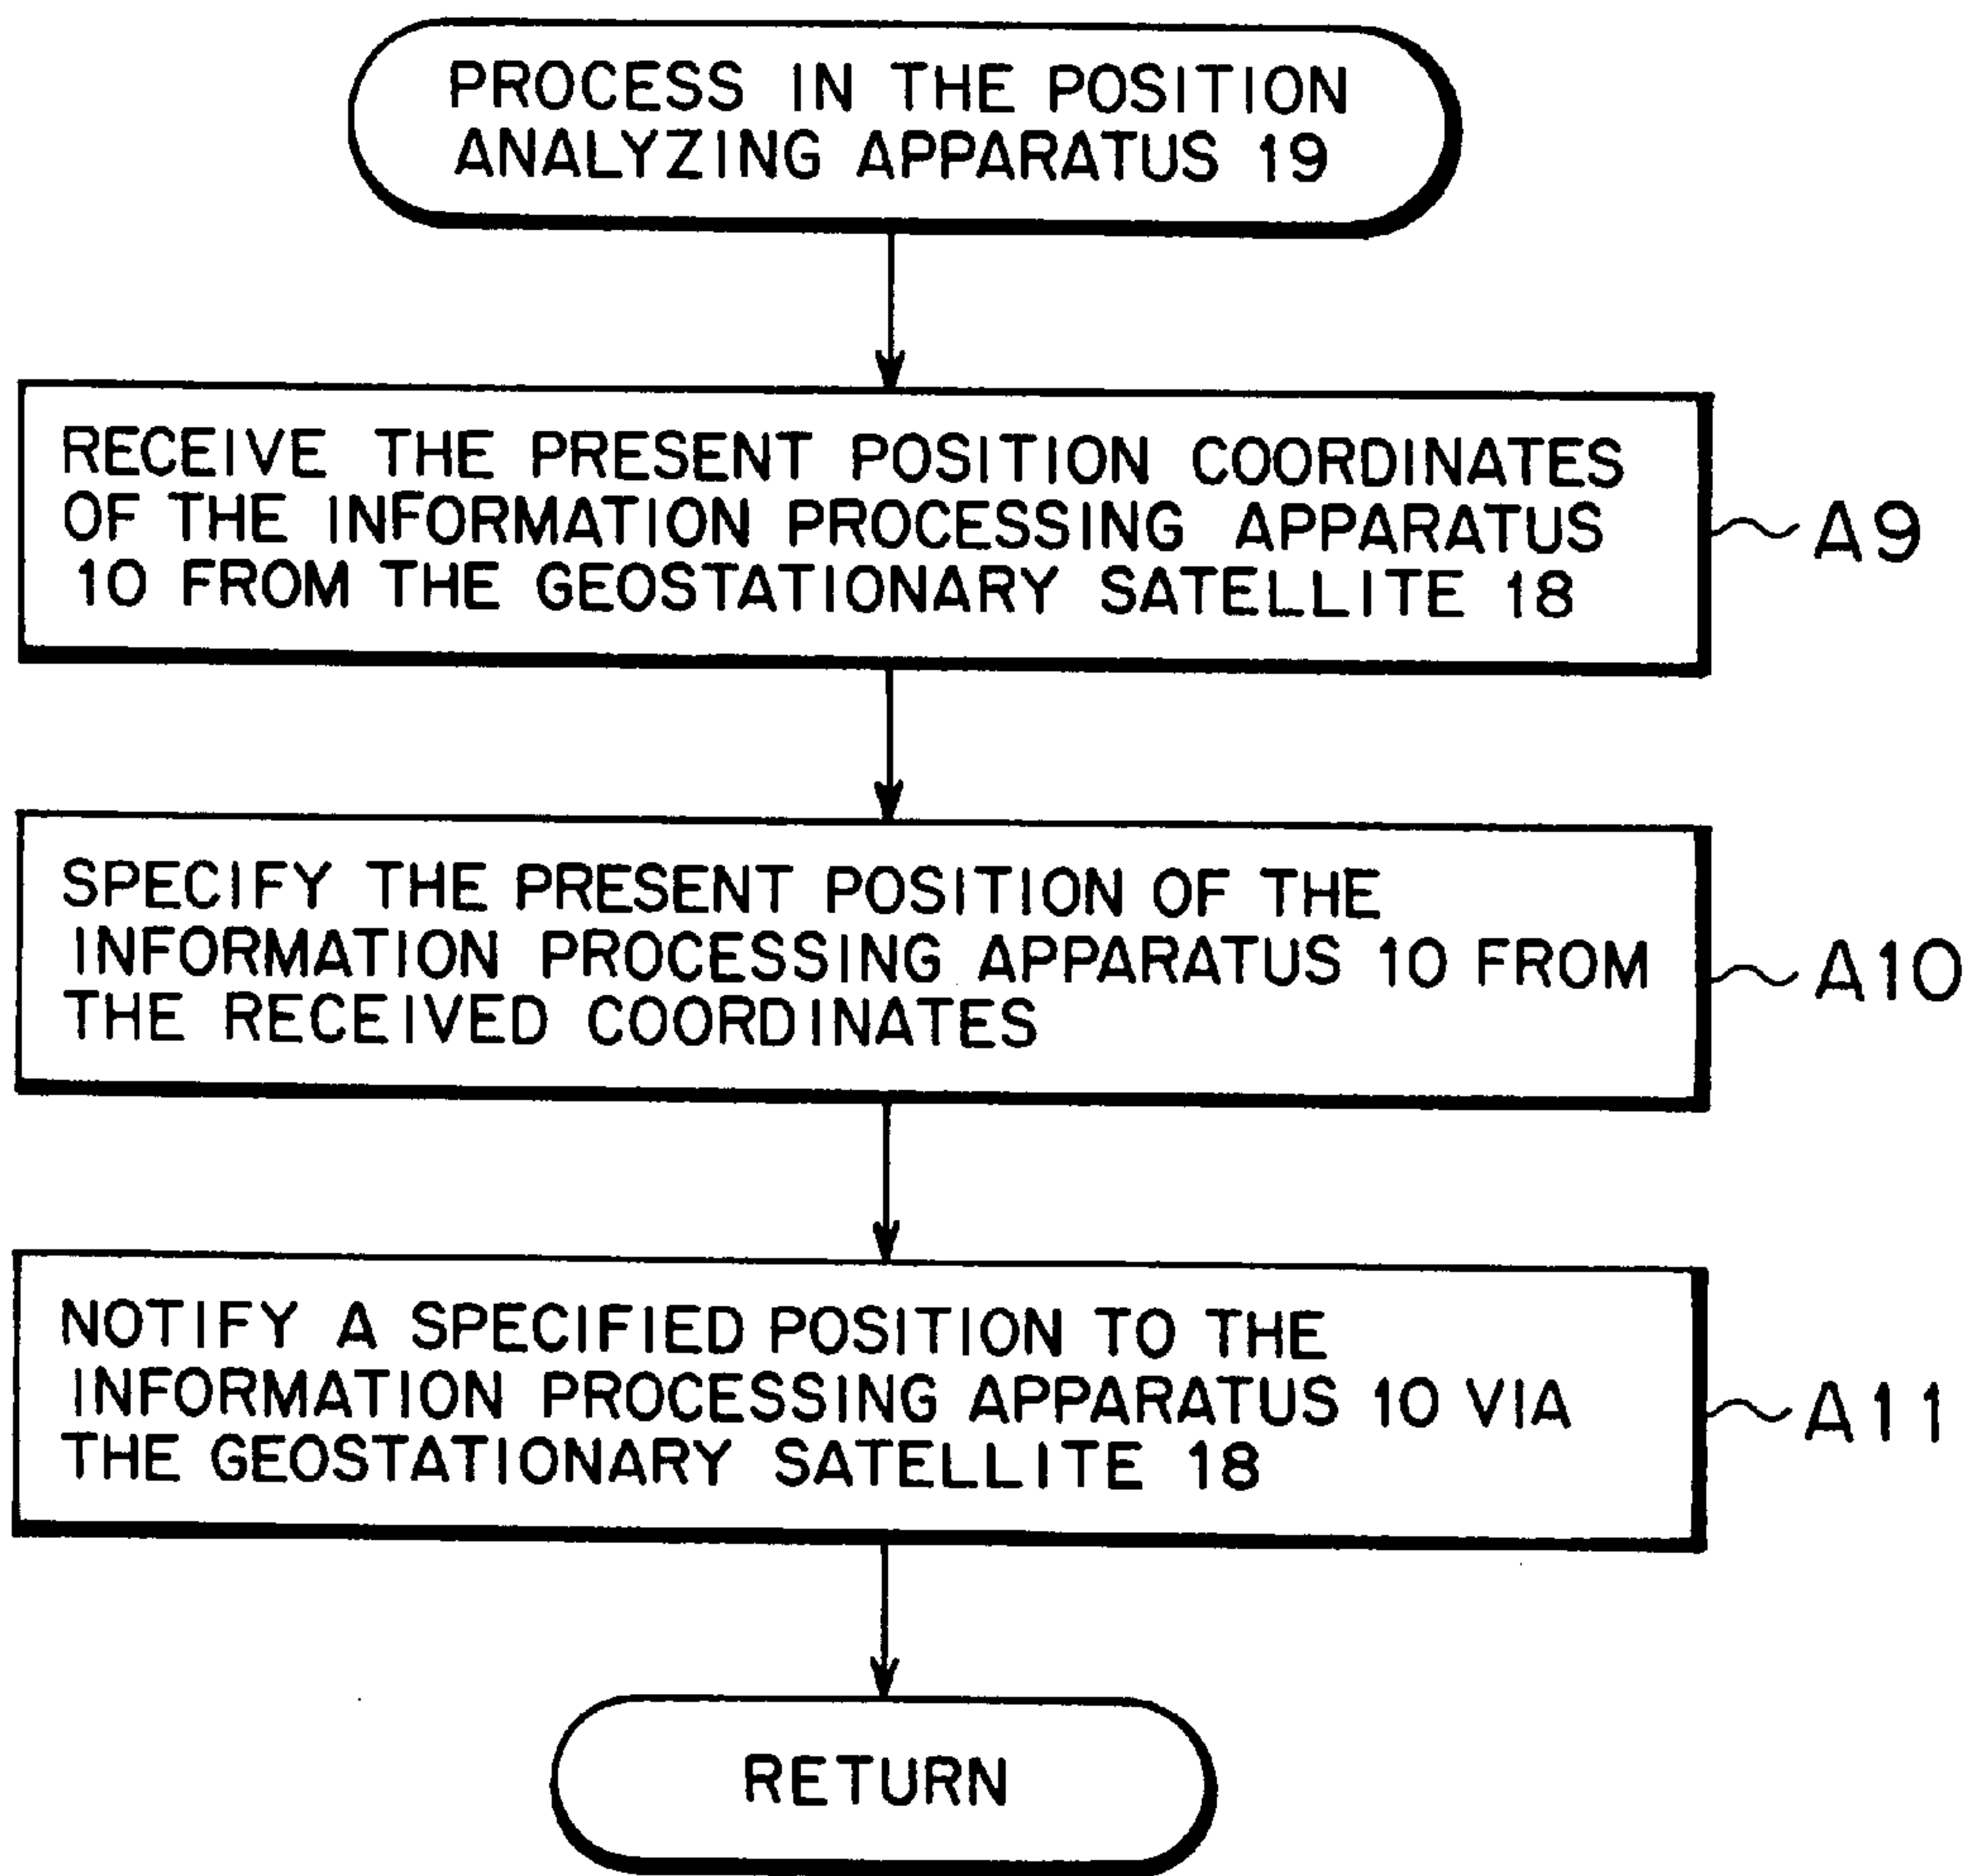 PROCESS IN THE POSITION
ANALYZING APPARATUS 19
RECEIVE THE PRESENT POSITION COORDINATES
OF THE INFORMATION PROCESSING APPARATUS
10 FROM THE GEOSTATIONARY SATELLITE 18
A9
SPECIFY THE PRESENT POSITION OF THE
INFORMATION PROCESSING APPARATUS 10 FROM
THE RECEIVED COORDINATES
A10
NOTIFY A SPECIFIED POSITION TO THE
INFORMATION PROCESSING APPARATUS 10 VIA
THE GEOSTATIONARY SATELLITE 18
A11
RETURN